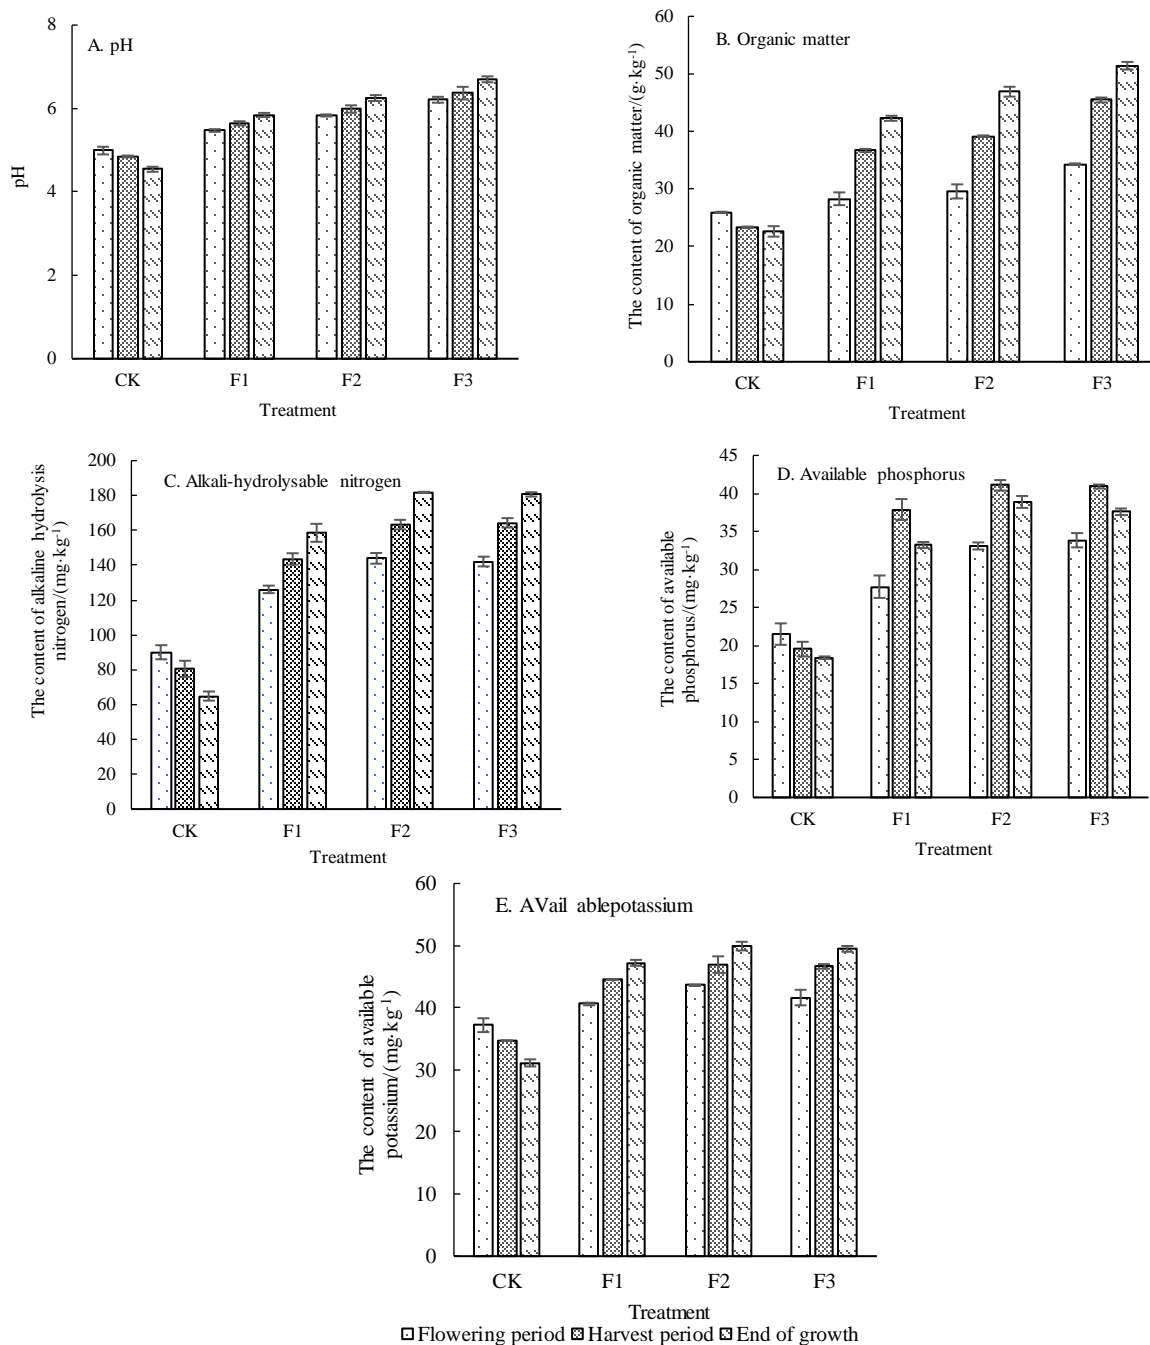 A. pH
8
6
4
2
0
pH
CK F1 F2 F3
Treatment
B. Organic matter
60
50
40
30
20
10
0
The content of organic matter/(g·kg⁻¹)
CK F1 F2 F3
Treatment
C. Alkali-hydrolysable nitrogen
200
180
160
140
120
100
80
60
40
20
0
The content of alkaline hydrolysis
nitrogen/(mg·kg⁻¹)
CK F1 F2 F3
Treatment
D. Available phosphorus
45
40
35
30
25
20
15
10
5
0
The content of available
phosphorus/(mg·kg⁻¹)
CK F1 F2 F3
Treatment
E. AVail ablepotassium
60
50
40
30
20
10
0
The content of available
potassium/(mg·kg⁻¹)
CK F1 F2 F3
Treatment
Flowering period Harvest period End of growth